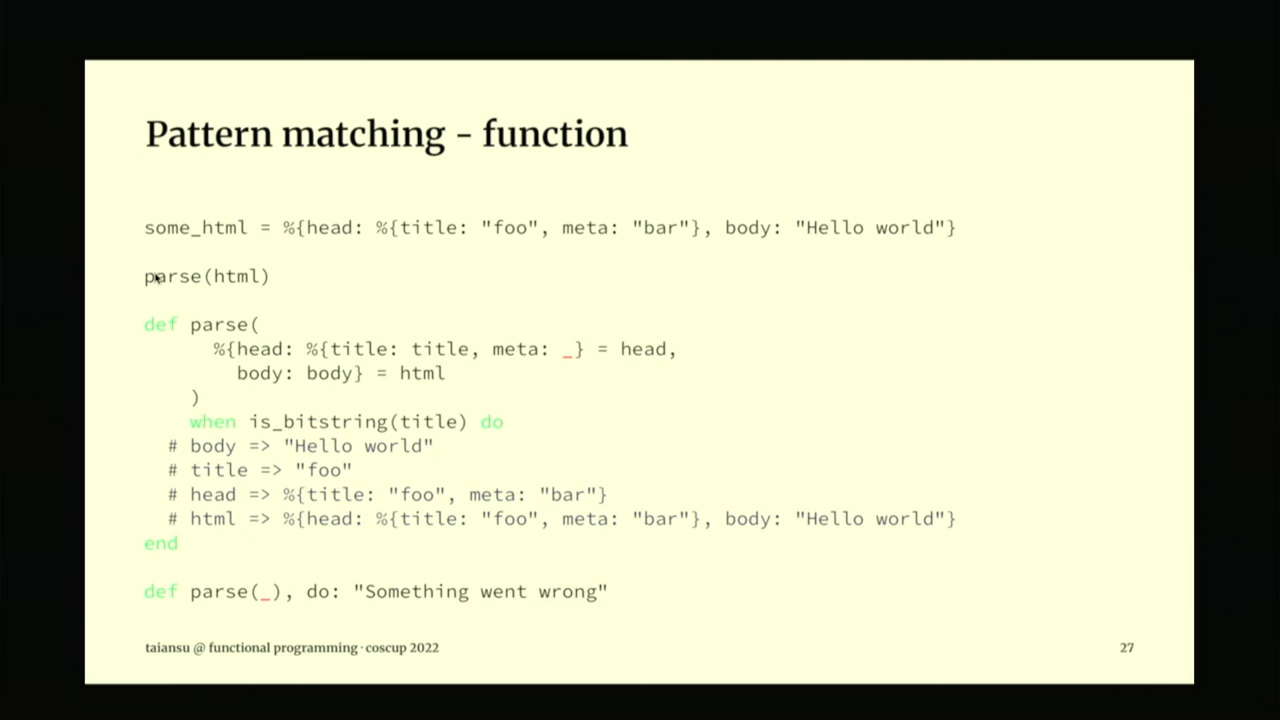 Pattern matching - function
some_html = %{head: %{title: "foo", meta: "bar"}, body: "Hello world"}
parse(html)
def parse(
%{head: %{title: title, meta: _} = head,
body: body} = html
)
when is_bitstring(title) do
# body => "Hello world"
# title => "foo"
# head => %{title: "foo", meta: "bar"}
# html => %{head: %{title: "foo", meta: "bar"}, body: "Hello world"}
end
def parse(_), do: "Something went wrong"
taiansu @ functional programming · coscup 2022
27